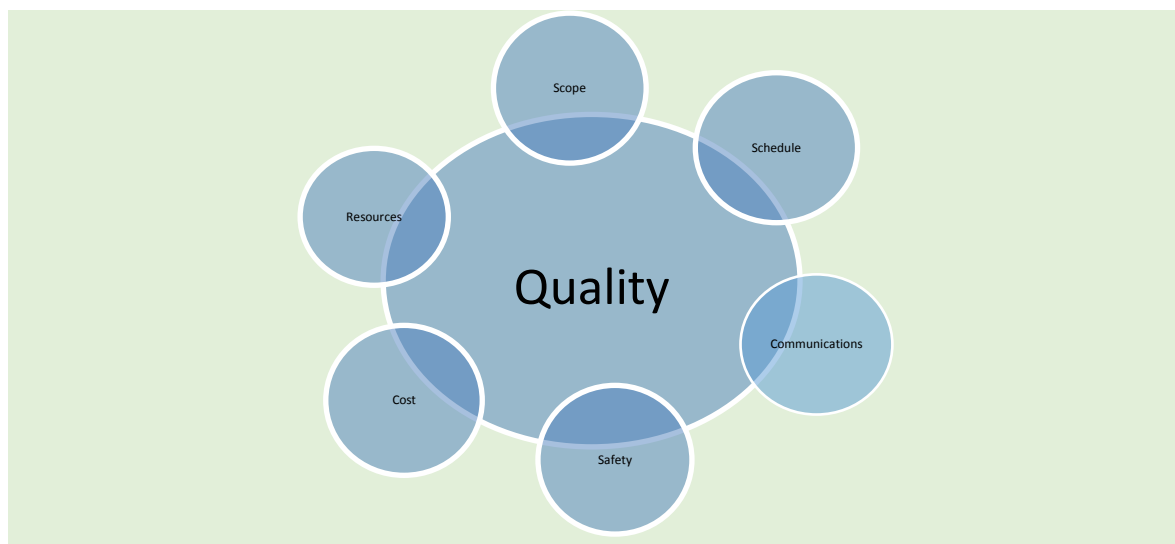 Scope
Schedule
Resources
Quality
Communications
Cost
Safety